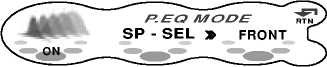 P.EQ MODE
RTN
SP - SEL » FRONT
ON